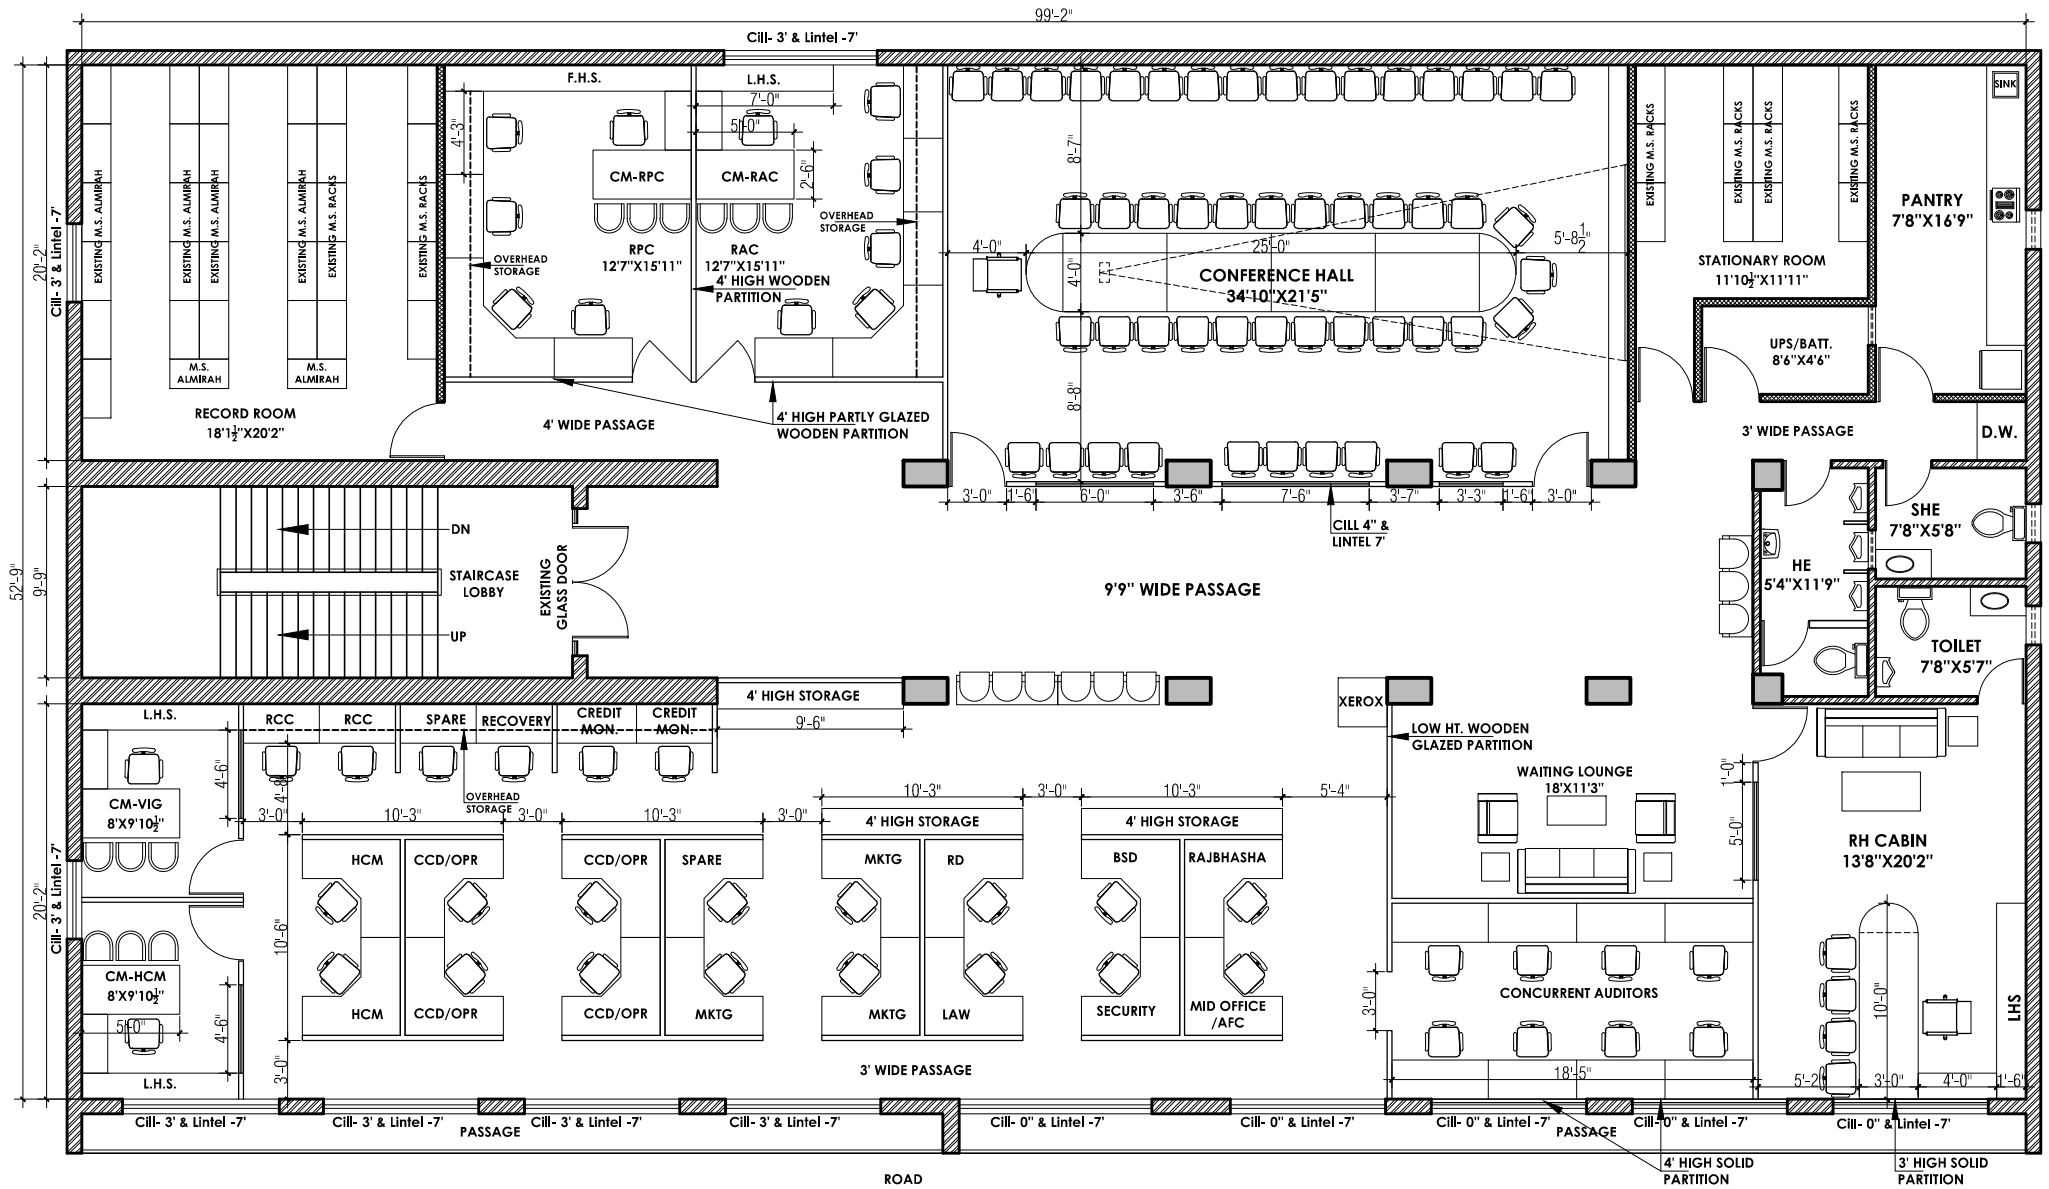 99'-2"
Cill- 3' & Lintel -7'
F.H.S.
L.H.S.
7'-0"
5'-0"
4'-3"
2'-6"
CM-RPC
CM-RAC
OVERHEAD
STORAGE
RPC
12'7"X15'11"
RAC
12'7"X15'11"
4' HIGH WOODEN
PARTITION
OVERHEAD
STORAGE
EXISTING M.S. ALMIRAH
EXISTING M.S. ALMIRAH
EXISTING M.S. ALMIRAH
EXISTING M.S. ALMIRAH
EXISTING M.S. RACKS
EXISTING M.S. RACKS
M.S.
ALMIRAH
M.S.
ALMIRAH
RECORD ROOM
18'1½"X20'2"
Cill- 3' & Lintel -7'
20'-2"
52'-9"
9'-9"
20'-2"
4' WIDE PASSAGE
4' HIGH PARTLY GLAZED
WOODEN PARTITION
8'-7"
4'-0"
25'-0"
5'-8½"
4'-0"
CONFERENCE HALL
34'10"X21'5"
8'-8"
3'-0"
1'-6"
6'-0"
3'-6"
7'-6"
3'-7"
3'-3"
1'-6"
3'-0"
CILL 4" &
LINTEL 7'
EXISTING M.S. RACKS
EXISTING M.S. RACKS
EXISTING M.S. RACKS
EXISTING M.S. RACKS
STATIONARY ROOM
11'10½"X11'11"
SINK
PANTRY
7'8"X16'9"
UPS/BATT.
8'6"X4'6"
3' WIDE PASSAGE
D.W.
SHE
7'8"X5'8"
HE
5'4"X11'9"
TOILET
7'8"X5'7"
DN
STAIRCASE
LOBBY
UP
EXISTING
GLASS DOOR
9'9" WIDE PASSAGE
4' HIGH STORAGE
9'-6"
XEROX
LOW HT. WOODEN
GLAZED PARTITION
L.H.S.
RCC
RCC
SPARE
RECOVERY
CREDIT
MON.
CREDIT
MON.
OVERHEAD
STORAGE
4'-6"
4'-8"
CM-VIG
8'X9'10½"
Cill- 3' & Lintel -7'
3'-0"
10'-3"
3'-0"
10'-3"
3'-0"
10'-3"
3'-0"
10'-3"
5'-4"
4' HIGH STORAGE
4' HIGH STORAGE
HCM
CCD/OPR
CCD/OPR
SPARE
MKTG
RD
BSD
RAJBHASHA
10'-6"
CM-HCM
8'X9'10½"
5'-0"
4'-6"
L.H.S.
HCM
CCD/OPR
CCD/OPR
MKTG
MKTG
LAW
SECURITY
MID OFFICE
/AFC
3'-0"
3' WIDE PASSAGE
WAITING LOUNGE
18'X11'3"
1'-0"
5'-0"
RH CABIN
13'8"X20'2"
CONCURRENT AUDITORS
3'-0"
18'-5"
10'-0"
LHS
5'-2
3'-0"
4'-0"
1'-6"
Cill- 3' & Lintel -7'
Cill- 3' & Lintel -7'
Cill- 3' & Lintel -7'
Cill- 3' & Lintel -7'
Cill- 0" & Lintel -7'
Cill- 0" & Lintel -7'
Cill- 0" & Lintel -7'
Cill- 0" & Lintel -7'
Cill- 0" & Lintel -7'
PASSAGE
PASSAGE
4' HIGH SOLID
PARTITION
3' HIGH SOLID
PARTITION
ROAD